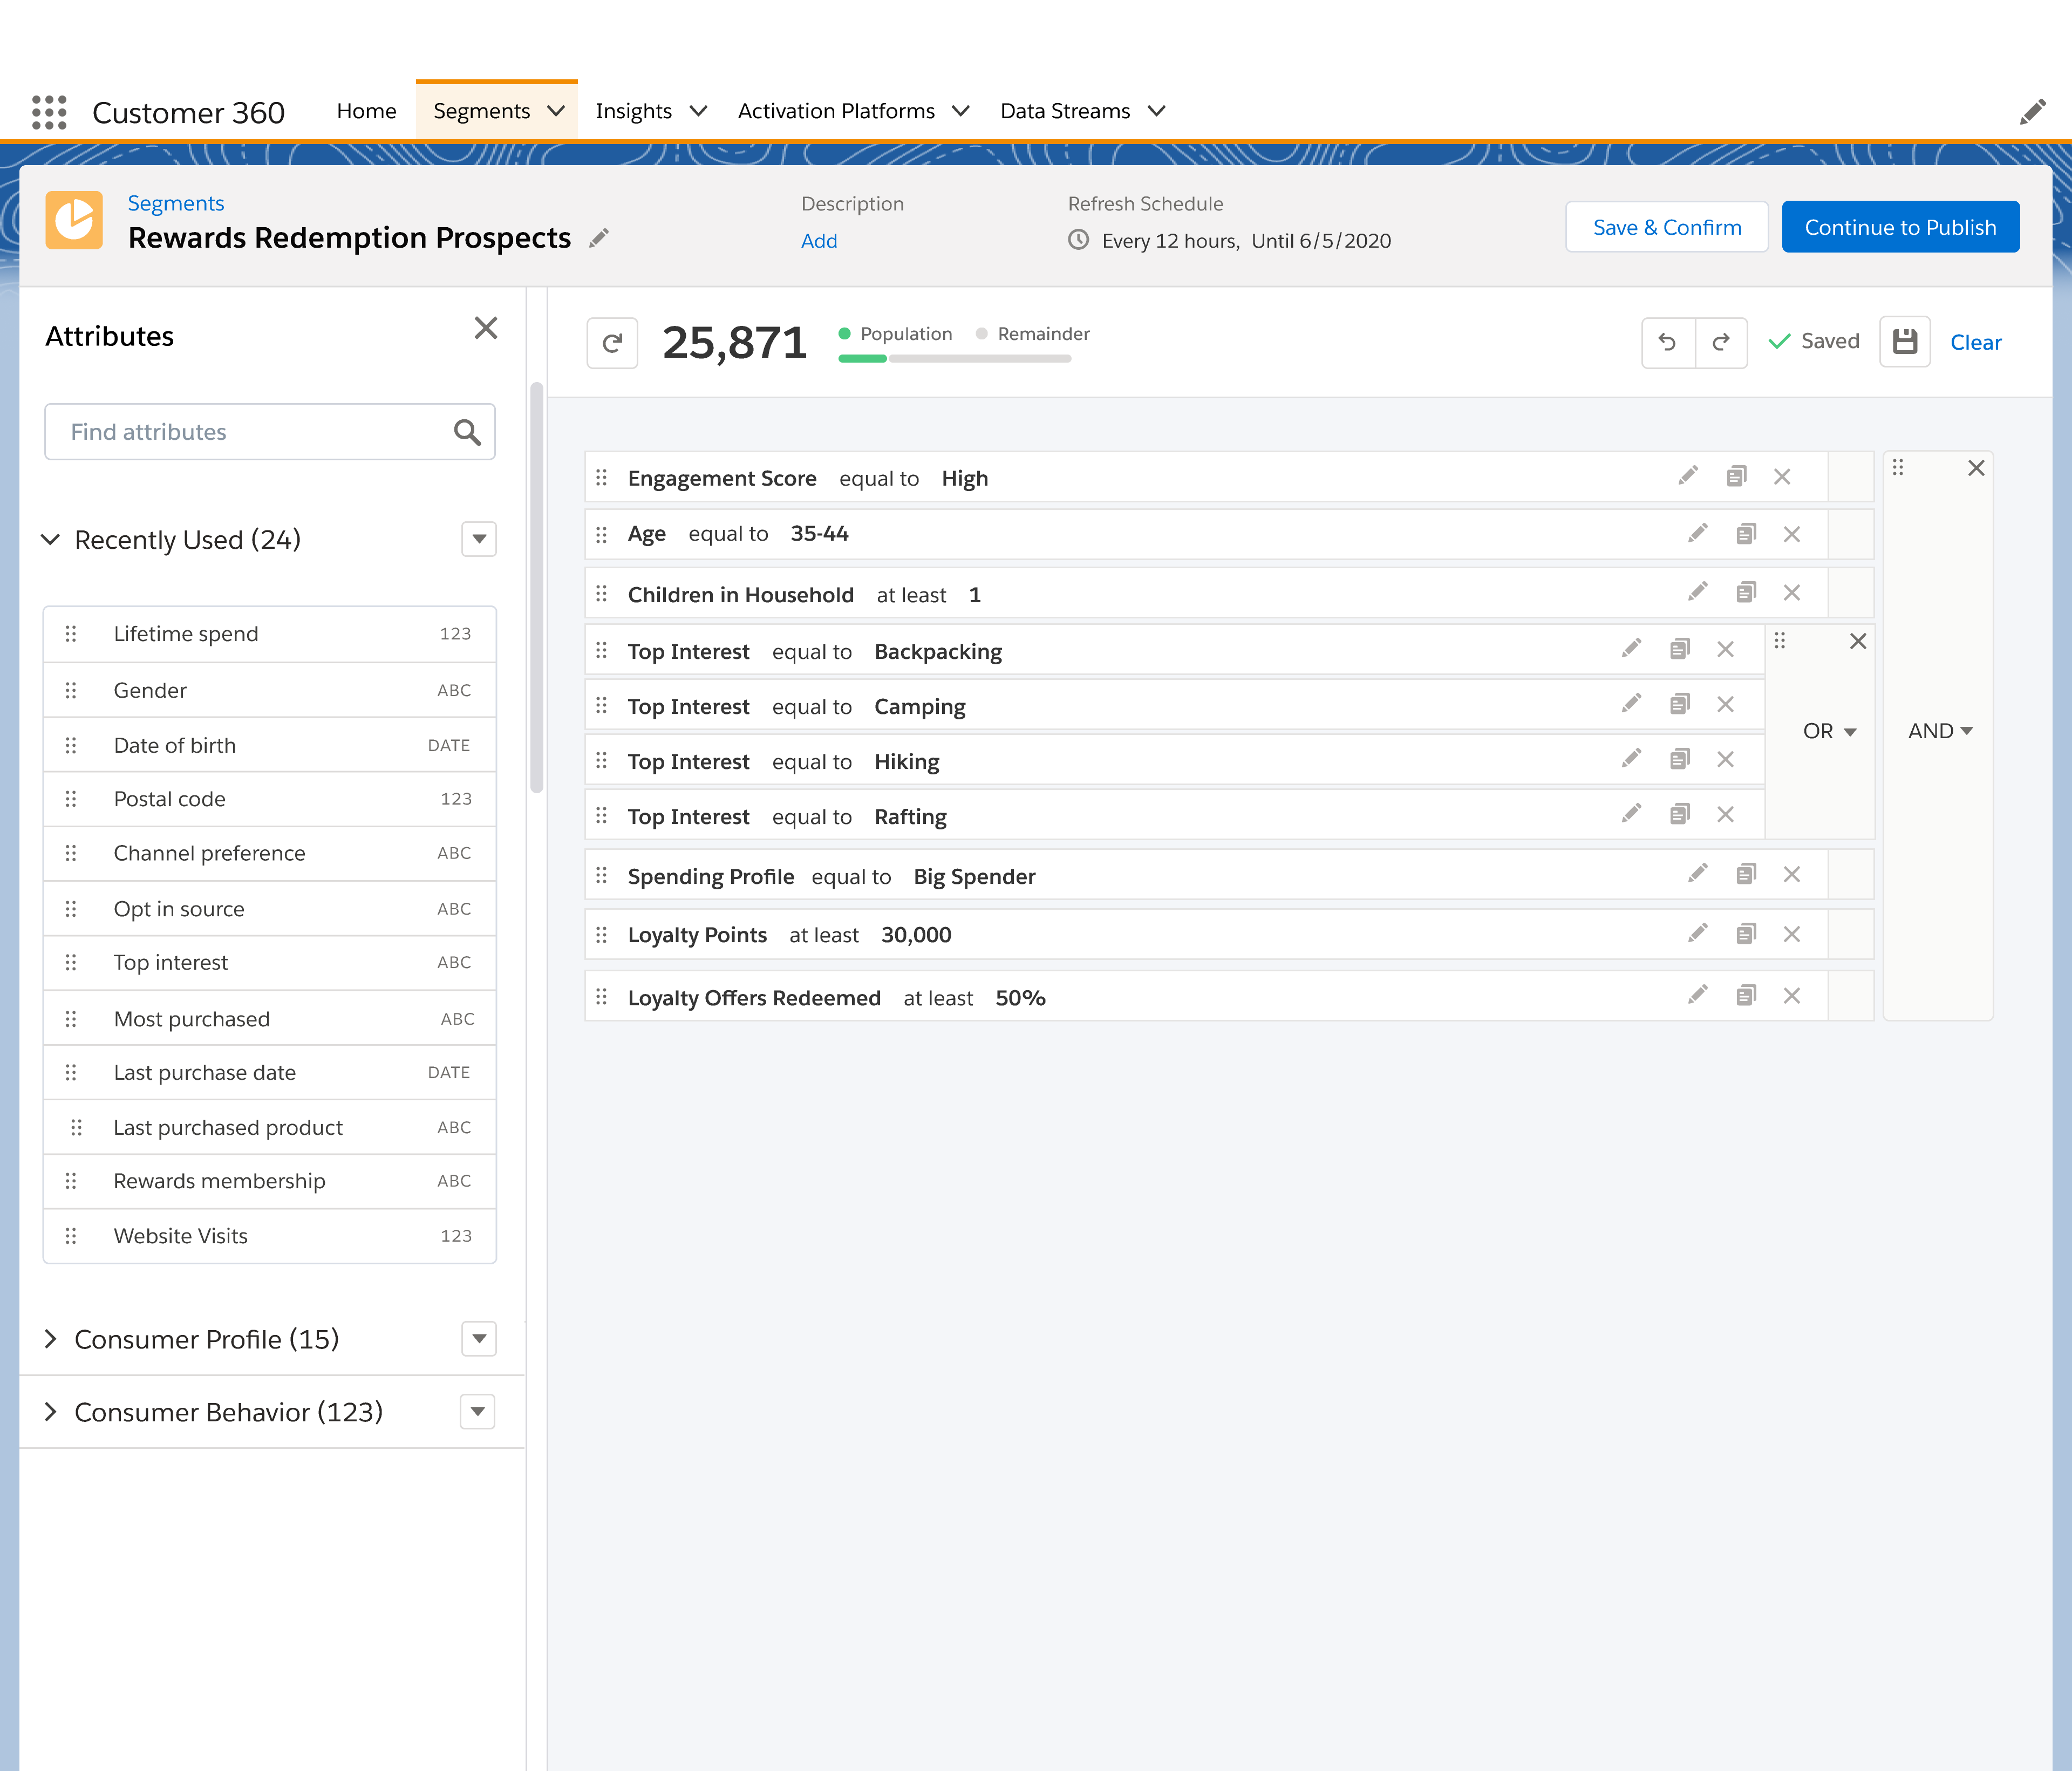 Customer 360 Home Segments Insights Activation Platforms Data Streams
Segments
Rewards Redemption Prospects
Description
Add
Refresh Schedule
Every 12 hours, Until 6/5/2020
Save & Confirm
Continue to Publish
Attributes
Find attributes
Recently Used (24)
Lifetime spend 123
Gender ABC
Date of birth DATE
Postal code 123
Channel preference ABC
Opt in source ABC
Top interest ABC
Most purchased ABC
Last purchase date DATE
Last purchased product ABC
Rewards membership ABC
Website Visits 123
Consumer Profile (15)
Consumer Behavior (123)
25,871
Population Remainder
Saved
Clear
Engagement Score equal to High
Age equal to 35-44
Children in Household at least 1
Top Interest equal to Backpacking
Top Interest equal to Camping
Top Interest equal to Hiking
Top Interest equal to Rafting
OR
AND
Spending Profile equal to Big Spender
Loyalty Points at least 30,000
Loyalty Offers Redeemed at least 50%